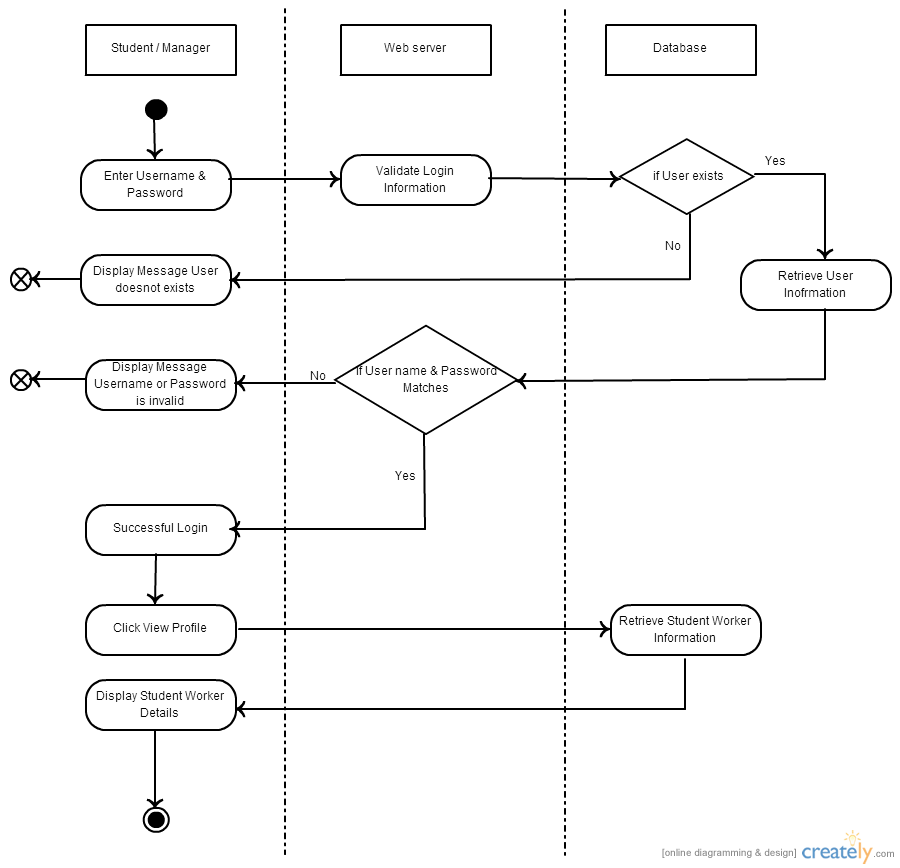 Student / Manager
Web server
Database
Enter Username &
Password
Validate Login
Information
if User exists
Yes
No
Display Message User
doesnot exists
Retrieve User
Inofrmation
Display Message
Username or Password
is invalid
No
If User name & Password
Matches
Yes
Successful Login
Click View Profile
Retrieve Student Worker
Information
Display Student Worker
Details
[online diagramming & design] creately.com